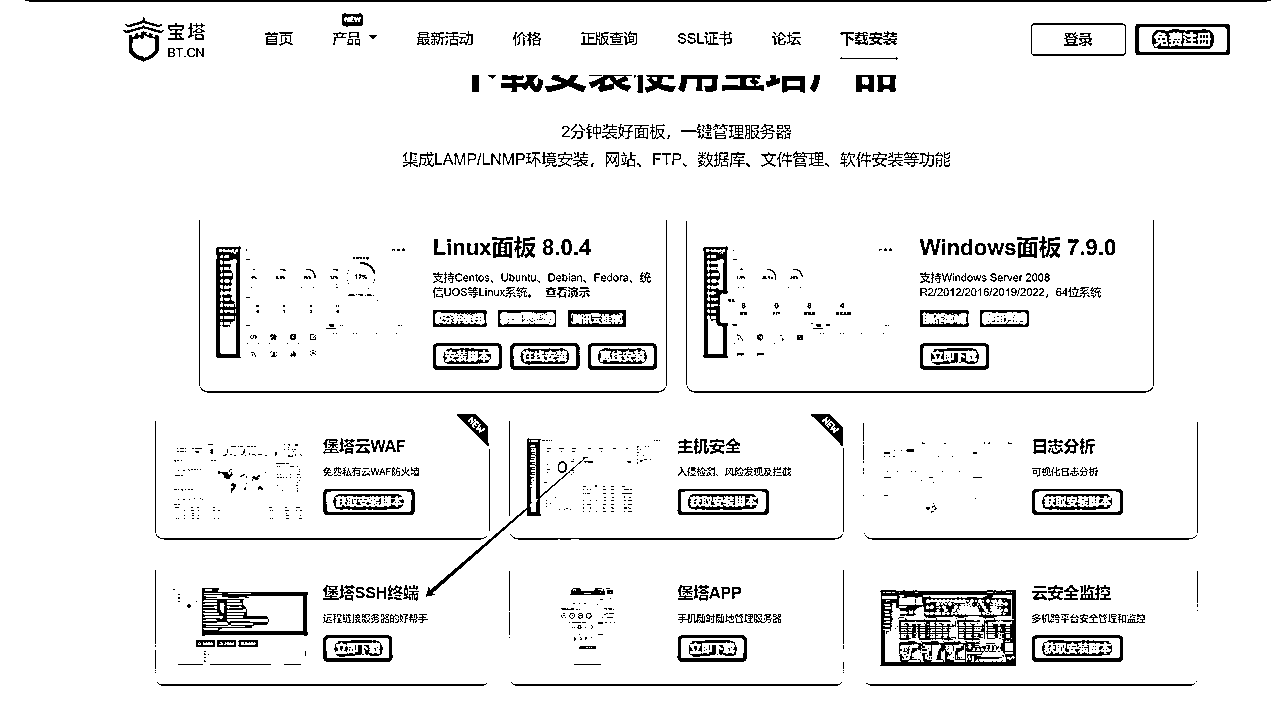 宝塔
BT.CN
首页
NEW
产品
最新活动
价格
正版查询
SSL证书
论坛
下载安装
登录
免费注册
下载安装使用宝塔产品
2分钟装好面板，一键管理服务器
集成LAMP/LNMP环境安装，网站、FTP、数据库、文件管理、软件安装等功能
Linux面板 8.0.4
支持Centos、Ubuntu、Debian、Fedora、统
信UOS等Linux系统。 查看演示
安装脚本
在线安装
离线安装
Windows面板 7.9.0
支持Windows Server 2008
R2/2012/2016/2019/2022，64位系统
立即下载
NEW
堡塔云WAF
免费私有云WAF防火墙
获取安装脚本
NEW
主机安全
入侵检测、风险发现及拦截
获取安装脚本
日志分析
可视化日志分析
获取安装脚本
堡塔SSH终端
远程链接服务器的好帮手
立即下载
堡塔APP
手机随时随地管理服务器
立即下载
云安全监控
多机跨平台安全管理和监控
获取安装脚本